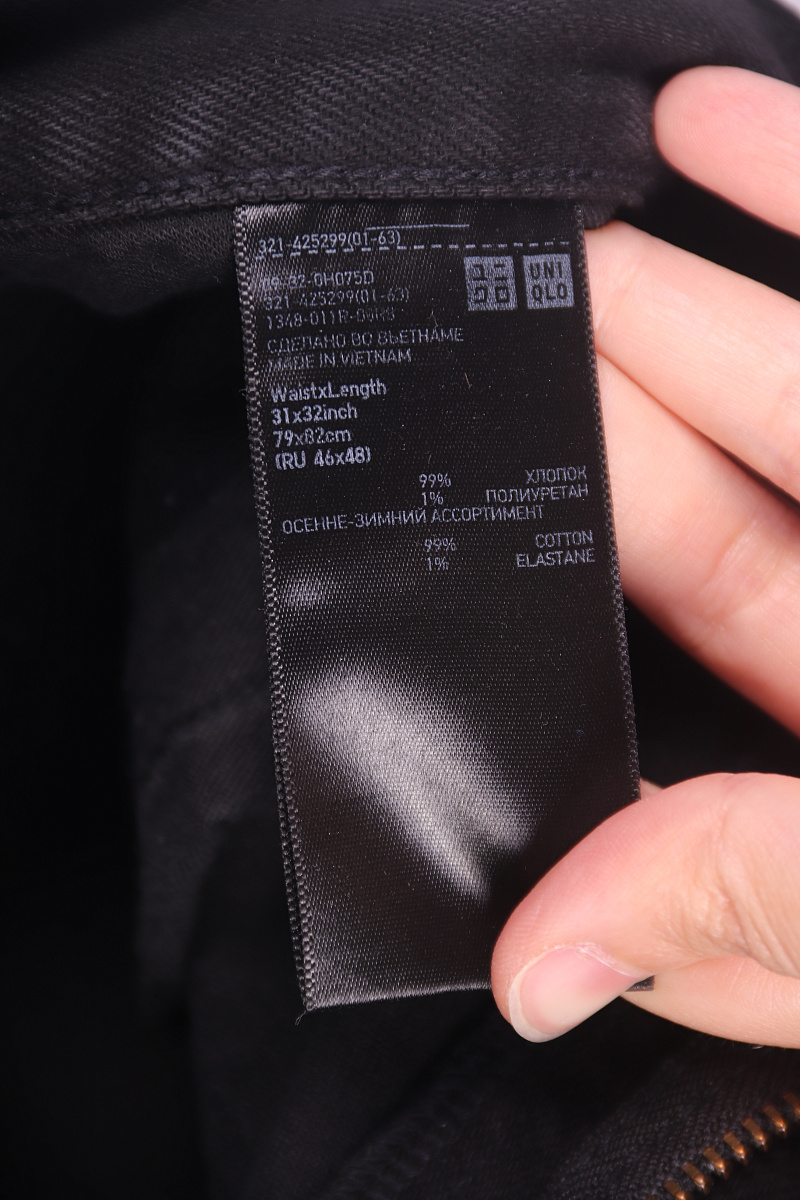 321-425299(01-63)
UNI
QLO
321-425299(01-63)
СДЕЛАНО ВО ВЬЕТНАМЕ
MADE IN VIETNAM
WaistxLength
31x32inch
79x82cm
(RU 46x48)
99% ХЛОПОК
1% ПОЛИУРЕТАН
ОСЕННЕ-ЗИМНИЙ АССОРТИМЕНТ
99% COTTON
1% ELASTANE